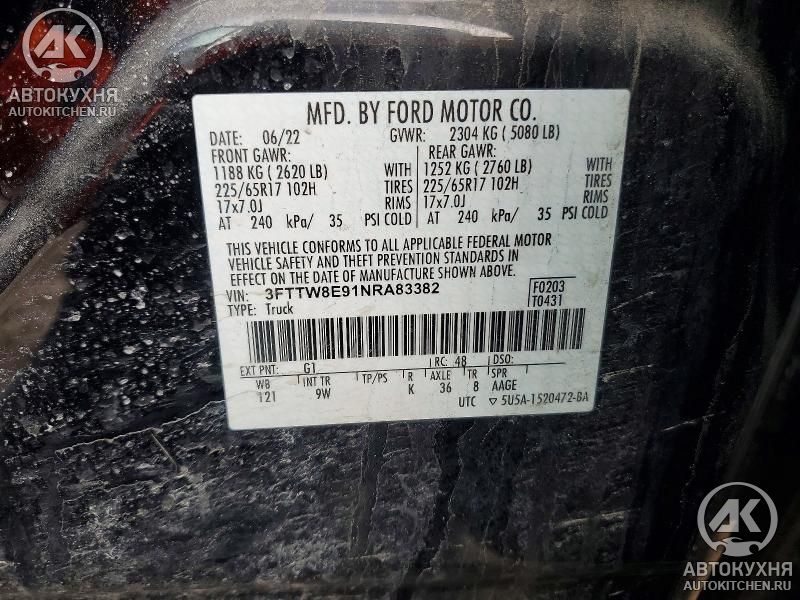 АК
АВТОКУХНЯ
AUTOKITCHEN.RU
MFD. BY FORD MOTOR CO.
DATE: 06/22 GVWR: 2304 KG ( 5080 LB)
FRONT GAWR: REAR GAWR:
1188 KG ( 2620 LB) WITH 1252 KG ( 2760 LB) WITH
225/65R17 102H TIRES 225/65R17 102H TIRES
17x7.0J RIMS 17x7.0J RIMS
AT 240 kPa/ 35 PSI COLD AT 240 kPa/ 35 PSI COLD
THIS VEHICLE CONFORMS TO ALL APPLICABLE FEDERAL MOTOR
VEHICLE SAFETY AND THEFT PREVENTION STANDARDS IN
EFFECT ON THE DATE OF MANUFACTURE SHOWN ABOVE.
VIN: 3FTTW8E91NRA83382 F0203
TYPE: Truck T0431
EXT PNT: G1 RC: 48 DSO:
WB INT TR TP/PS R AXLE TR SPR
121 9W K 36 8 AAGE
UTC ▽ 5U5A-1520472-BA
АК
АВТОКУХНЯ
AUTOKITCHEN.RU